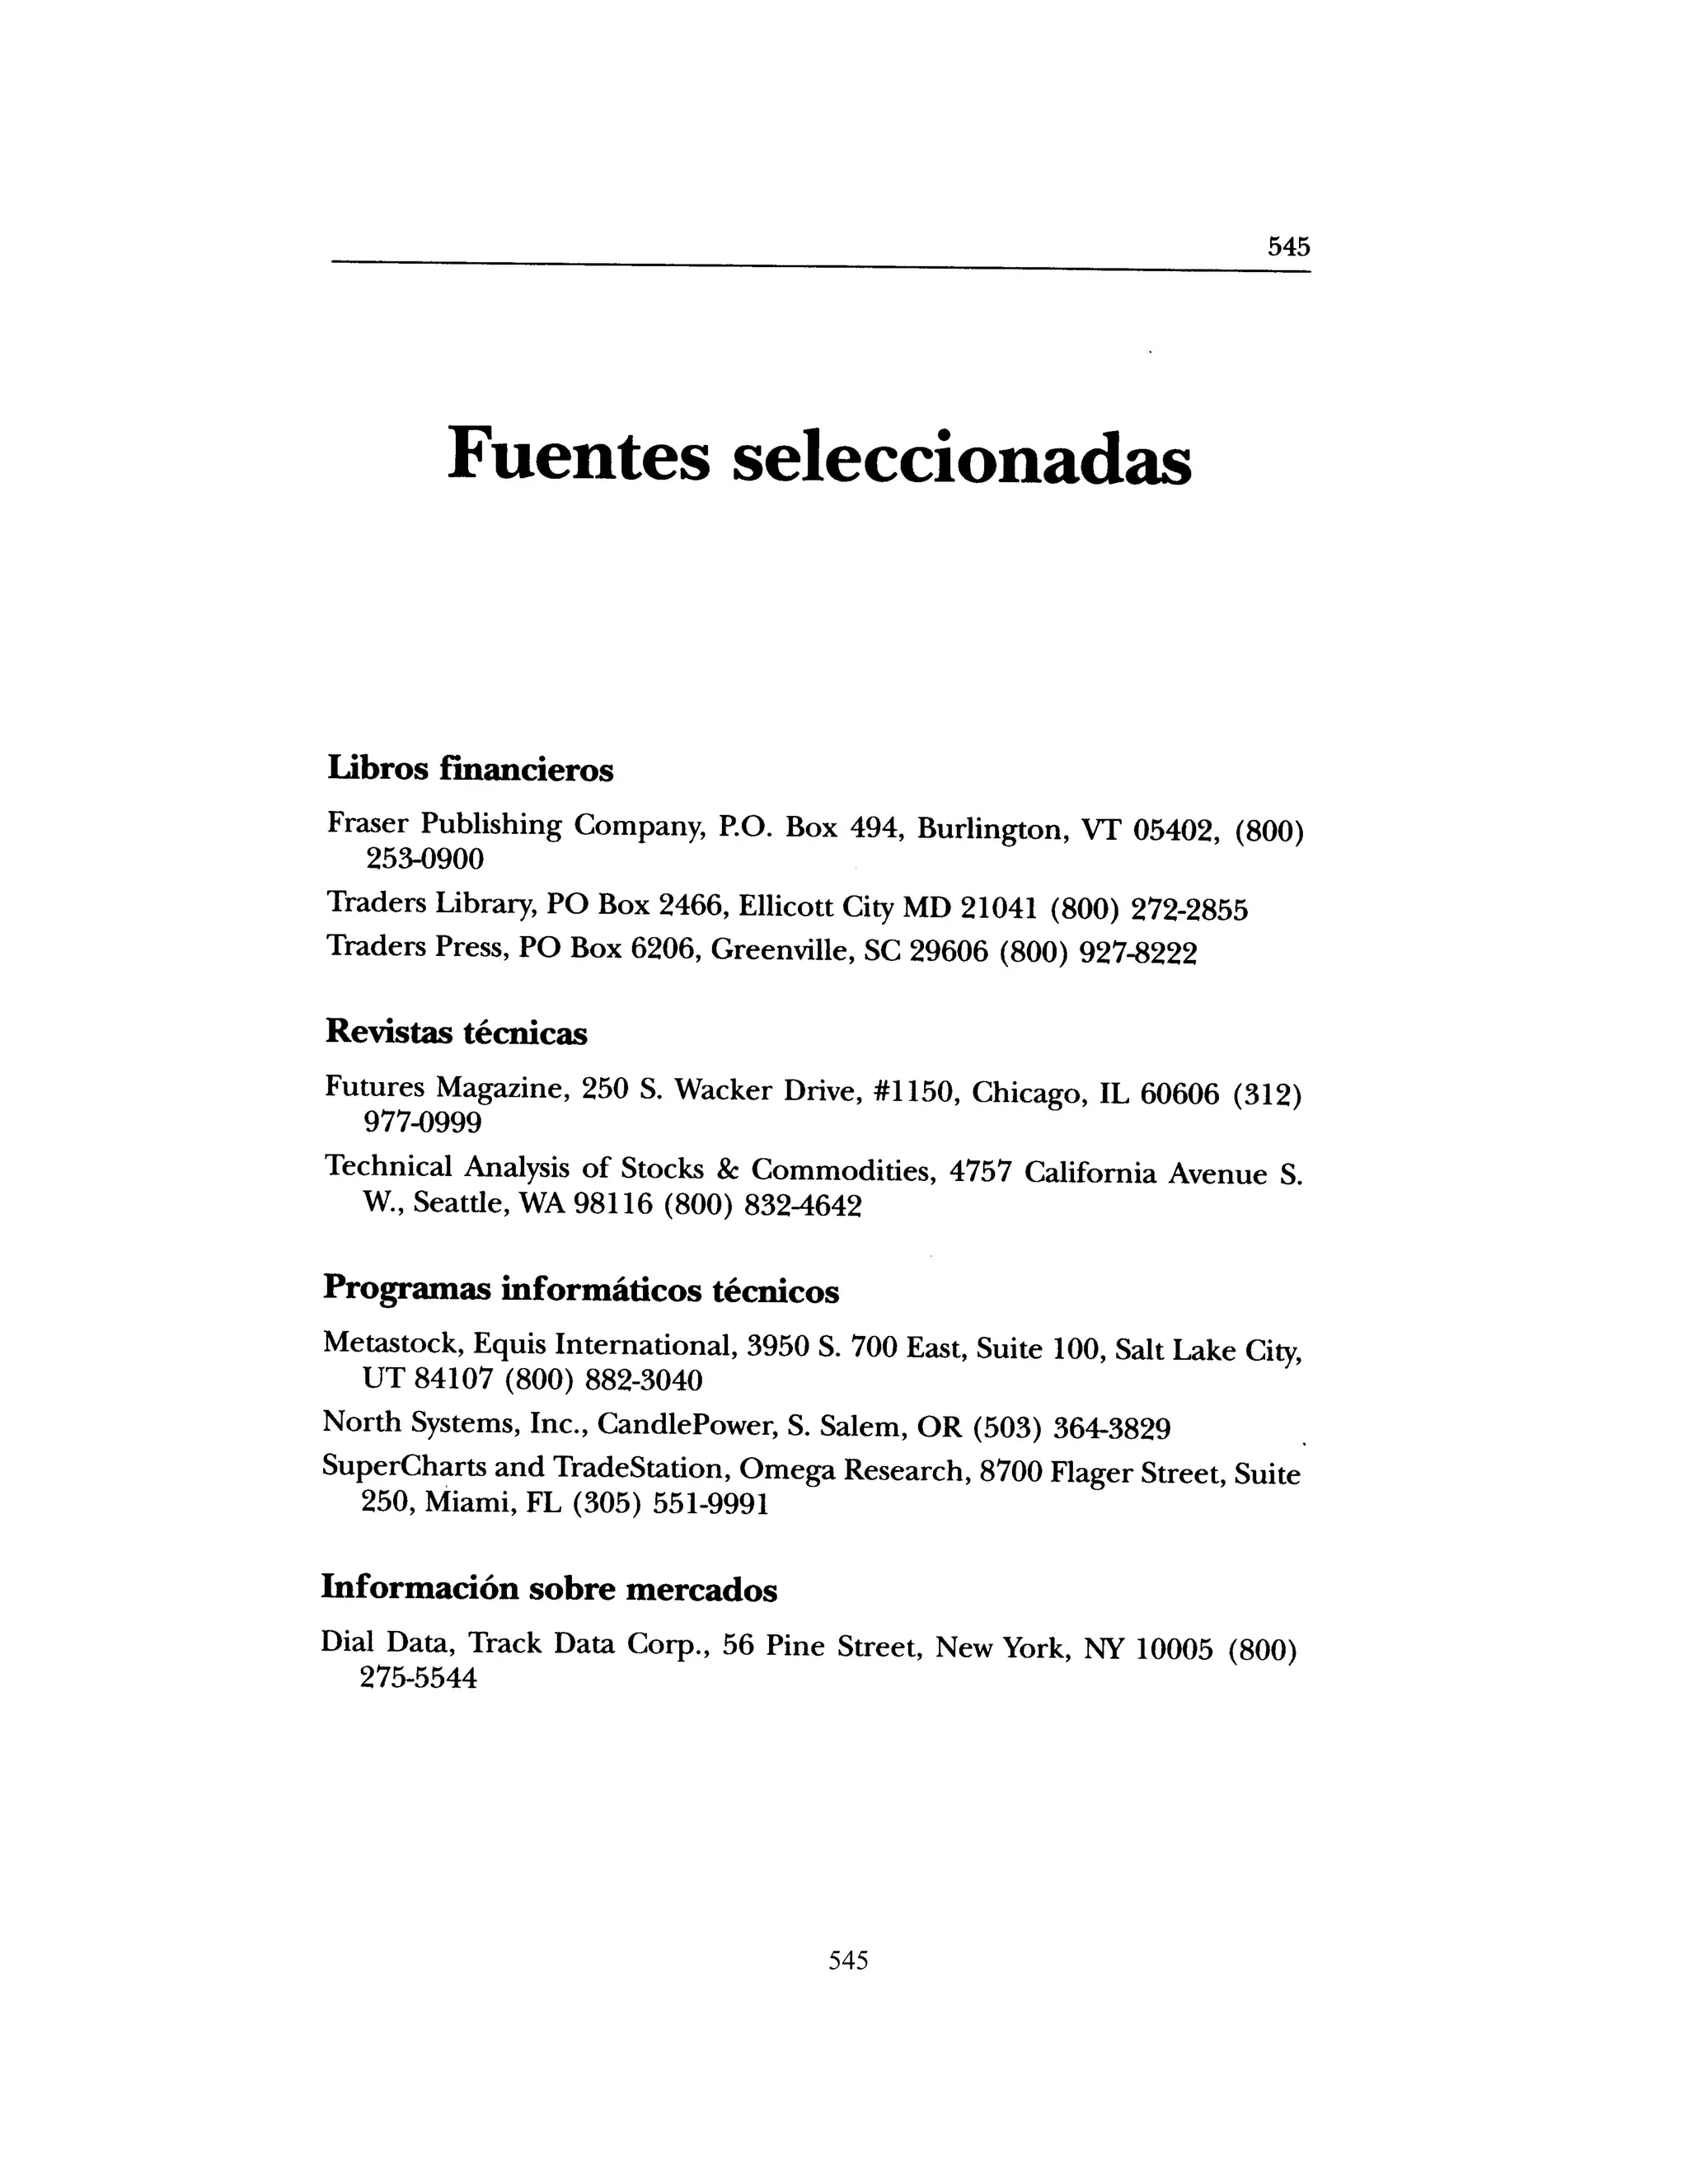 545
Fuentes seleccionadas
Libros financieros
Fraser Publishing Company, P.O. Box 494, Burlington, VT 05402, (800)
253-0900
Traders Library, PO Box 2466, Ellicott City MD 21041 (800) 272-2855
Traders Press, PO Box 6206, Greenville, SC 29606 (800) 927-8222
Revistas técnicas
Futures Magazine, 250 S. Wacker Drive, #1150, Chicago, IL 60606 (312)
977-0999
Technical Analysis of Stocks & Commodities, 4757 California Avenue S.
W., Seattle, WA 98116 (800) 832-4642
Programas informáticos técnicos
Metastock, Equis International, 3950 S. 700 East, Suite 100, Salt Lake City,
UT 84107 (800) 882-3040
North Systems, Inc., CandlePower, S. Salem, OR (503) 364-3829
SuperCharts and TradeStation, Omega Research, 8700 Flager Street, Suite
250, Miami, FL (305) 551-9991
Información sobre mercados
Dial Data, Track Data Corp., 56 Pine Street, New York, NY 10005 (800)
275-5544
545